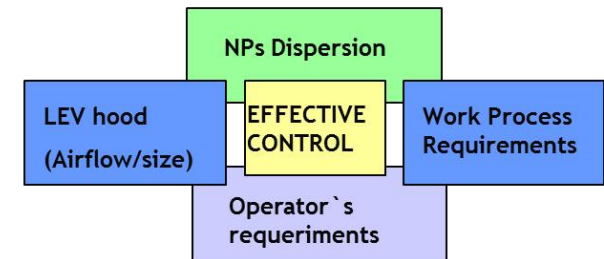 NPs Dispersion
LEV hood
(Airflow/size)
EFFECTIVE
CONTROL
Work Process
Requirements
Operator`s
requeriments